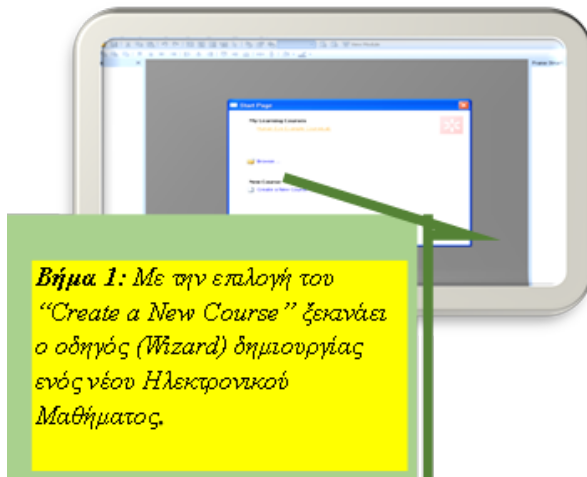 Start Page
My Learning Courses
Browse ...
New Course
Create a New Course
Βήμα 1: Με την επιλογή του
“Create a New Course” ξεκινάει
ο οδηγός (Wizard) δημιουργίας
ενός νέου Ηλεκτρονικού
Μαθήματος.